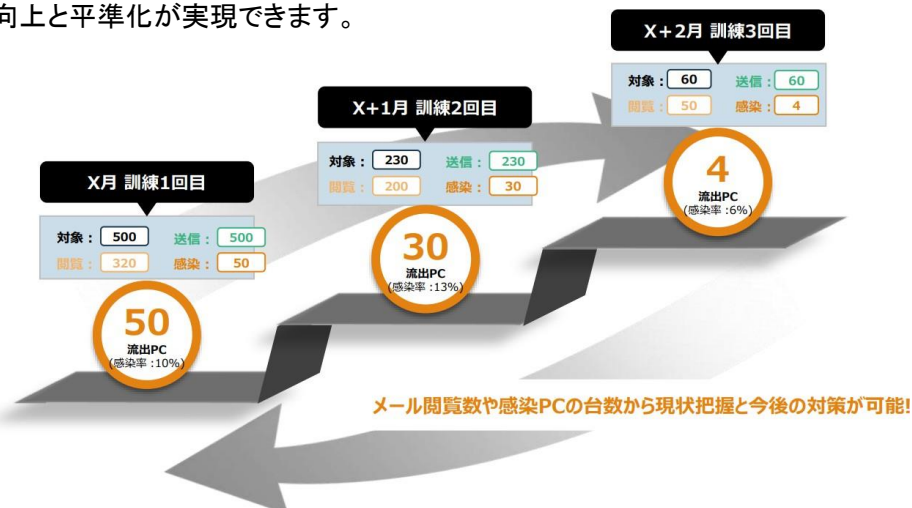 向上と平準化が実現できます。
X+2月 訓練3回目
対象： 60 送信： 60
閲覧： 50 感染： 4
X+1月 訓練2回目
対象： 230 送信： 230
閲覧： 200 感染： 30
4
流出PC
(感染率:6%)
X月 訓練1回目
対象： 500 送信： 500
閲覧： 320 感染： 50
30
流出PC
(感染率:13%)
50
流出PC
(感染率:10%)
メール閲覧数や感染PCの台数から現状把握と今後の対策が可能!